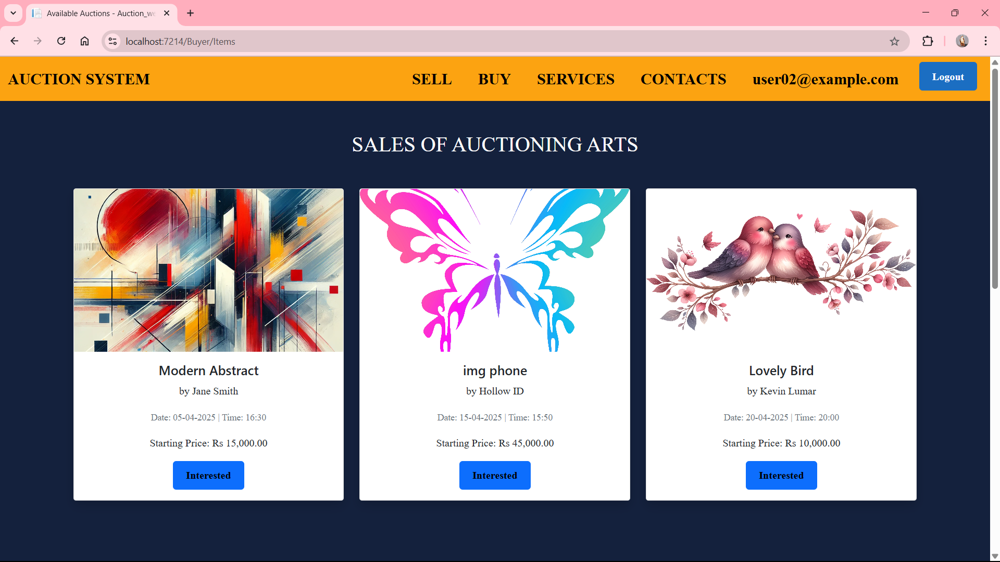 Available Auctions - Auction_we
localhost:7214/Buyer/Items
AUCTION SYSTEM
SELL
BUY
SERVICES
CONTACTS
user02@example.com
Logout
SALES OF AUCTIONING ARTS
Modern Abstract
by Jane Smith
Date: 05-04-2025 | Time: 16:30
Starting Price: Rs 15,000.00
Interested
img phone
by Hollow ID
Date: 15-04-2025 | Time: 15:50
Starting Price: Rs 45,000.00
Interested
Lovely Bird
by Kevin Lumar
Date: 20-04-2025 | Time: 20:00
Starting Price: Rs 10,000.00
Interested